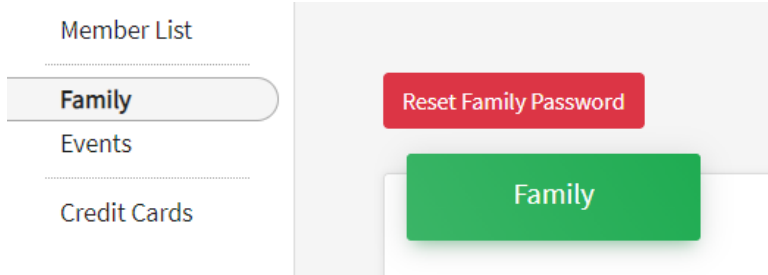 Member List
Family
Events
Credit Cards
Reset Family Password
Family